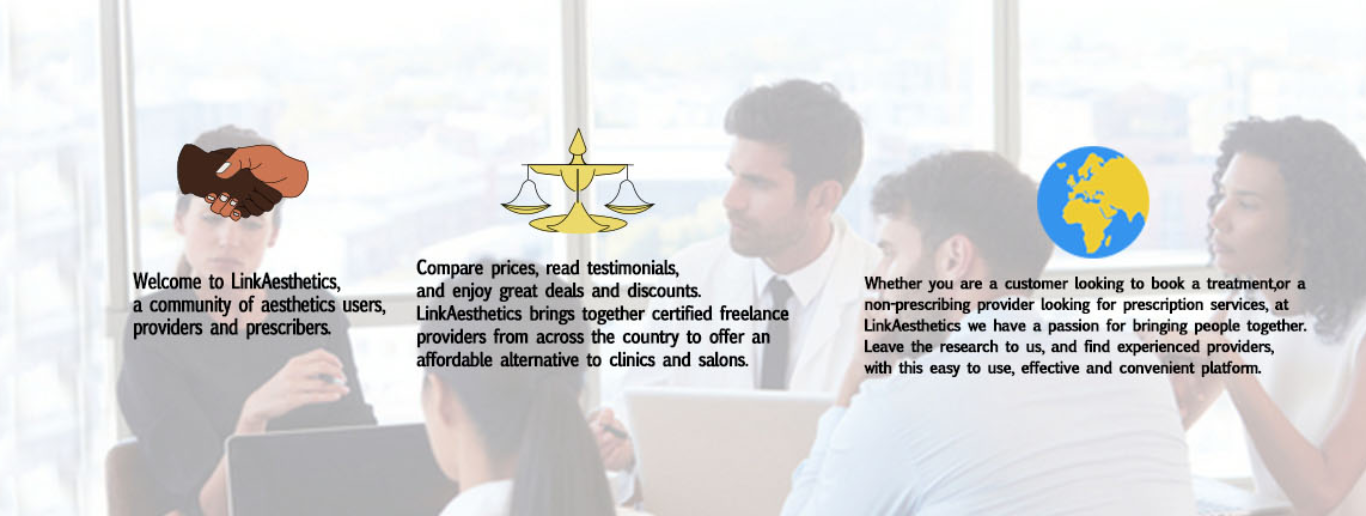 Welcome to LinkAesthetics,
a community of aesthetics users,
providers and prescribers.
Compare prices, read testimonials,
and enjoy great deals and discounts.
LinkAesthetics brings together certified freelance
providers from across the country to offer an
affordable alternative to clinics and salons.
Whether you are a customer looking to book a treatment,or a
non-prescribing provider looking for prescription services, at
LinkAesthetics we have a passion for bringing people together.
Leave the research to us, and find experienced providers,
with this easy to use, effective and convenient platform.